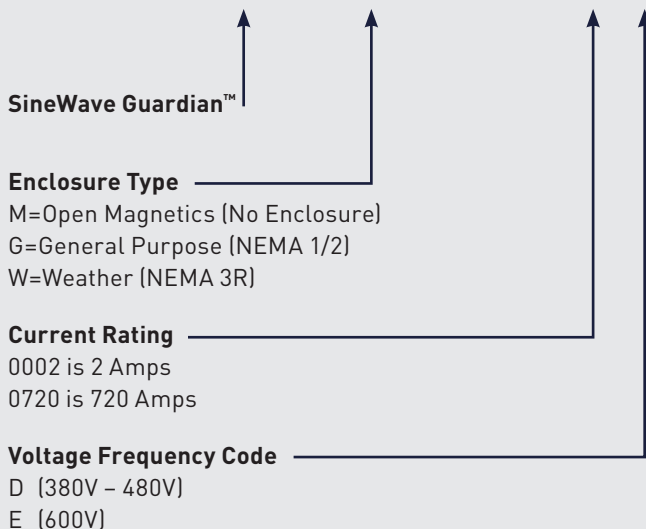 SineWave Guardian™
Enclosure Type
M=Open Magnetics (No Enclosure)
G=General Purpose (NEMA 1/2)
W=Weather (NEMA 3R)
Current Rating
0002 is 2 Amps
0720 is 720 Amps
Voltage Frequency Code
D (380V – 480V)
E (600V)